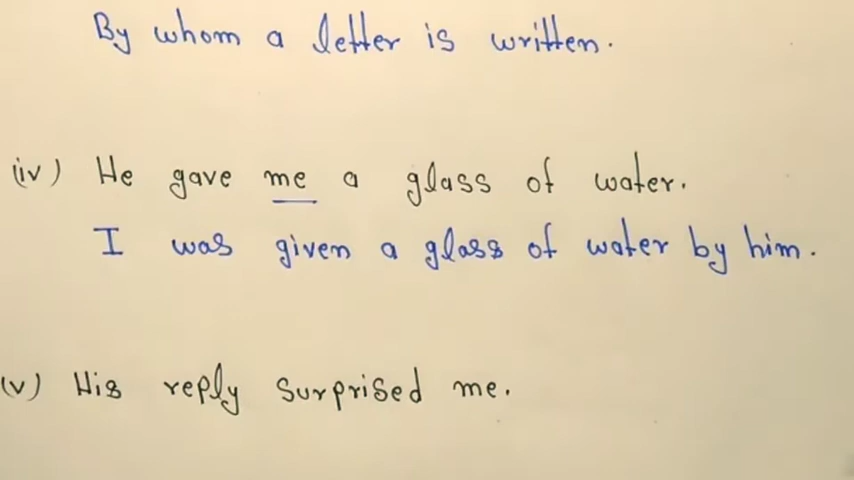 By whom a letter is written.
(iv) He gave me a glass of water.
I was given a glass of water by him.
(v) His reply surprised me.